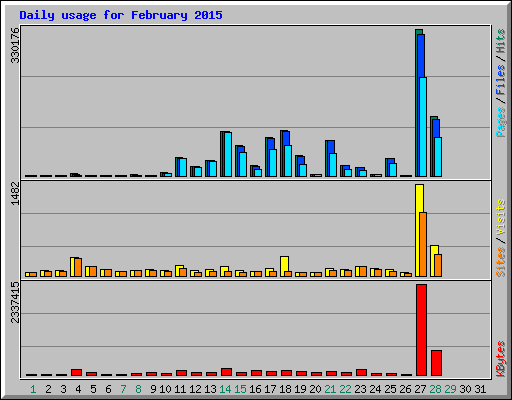 Daily usage for February 2015
330176
Pages / Files / Hits
1482
Sites / Visits
2337415
KBytes
1 2 3 4 5 6 7 8 9 10 11 12 13 14 15 16 17 18 19 20 21 22 23 24 25 26 27 28 29 30 31